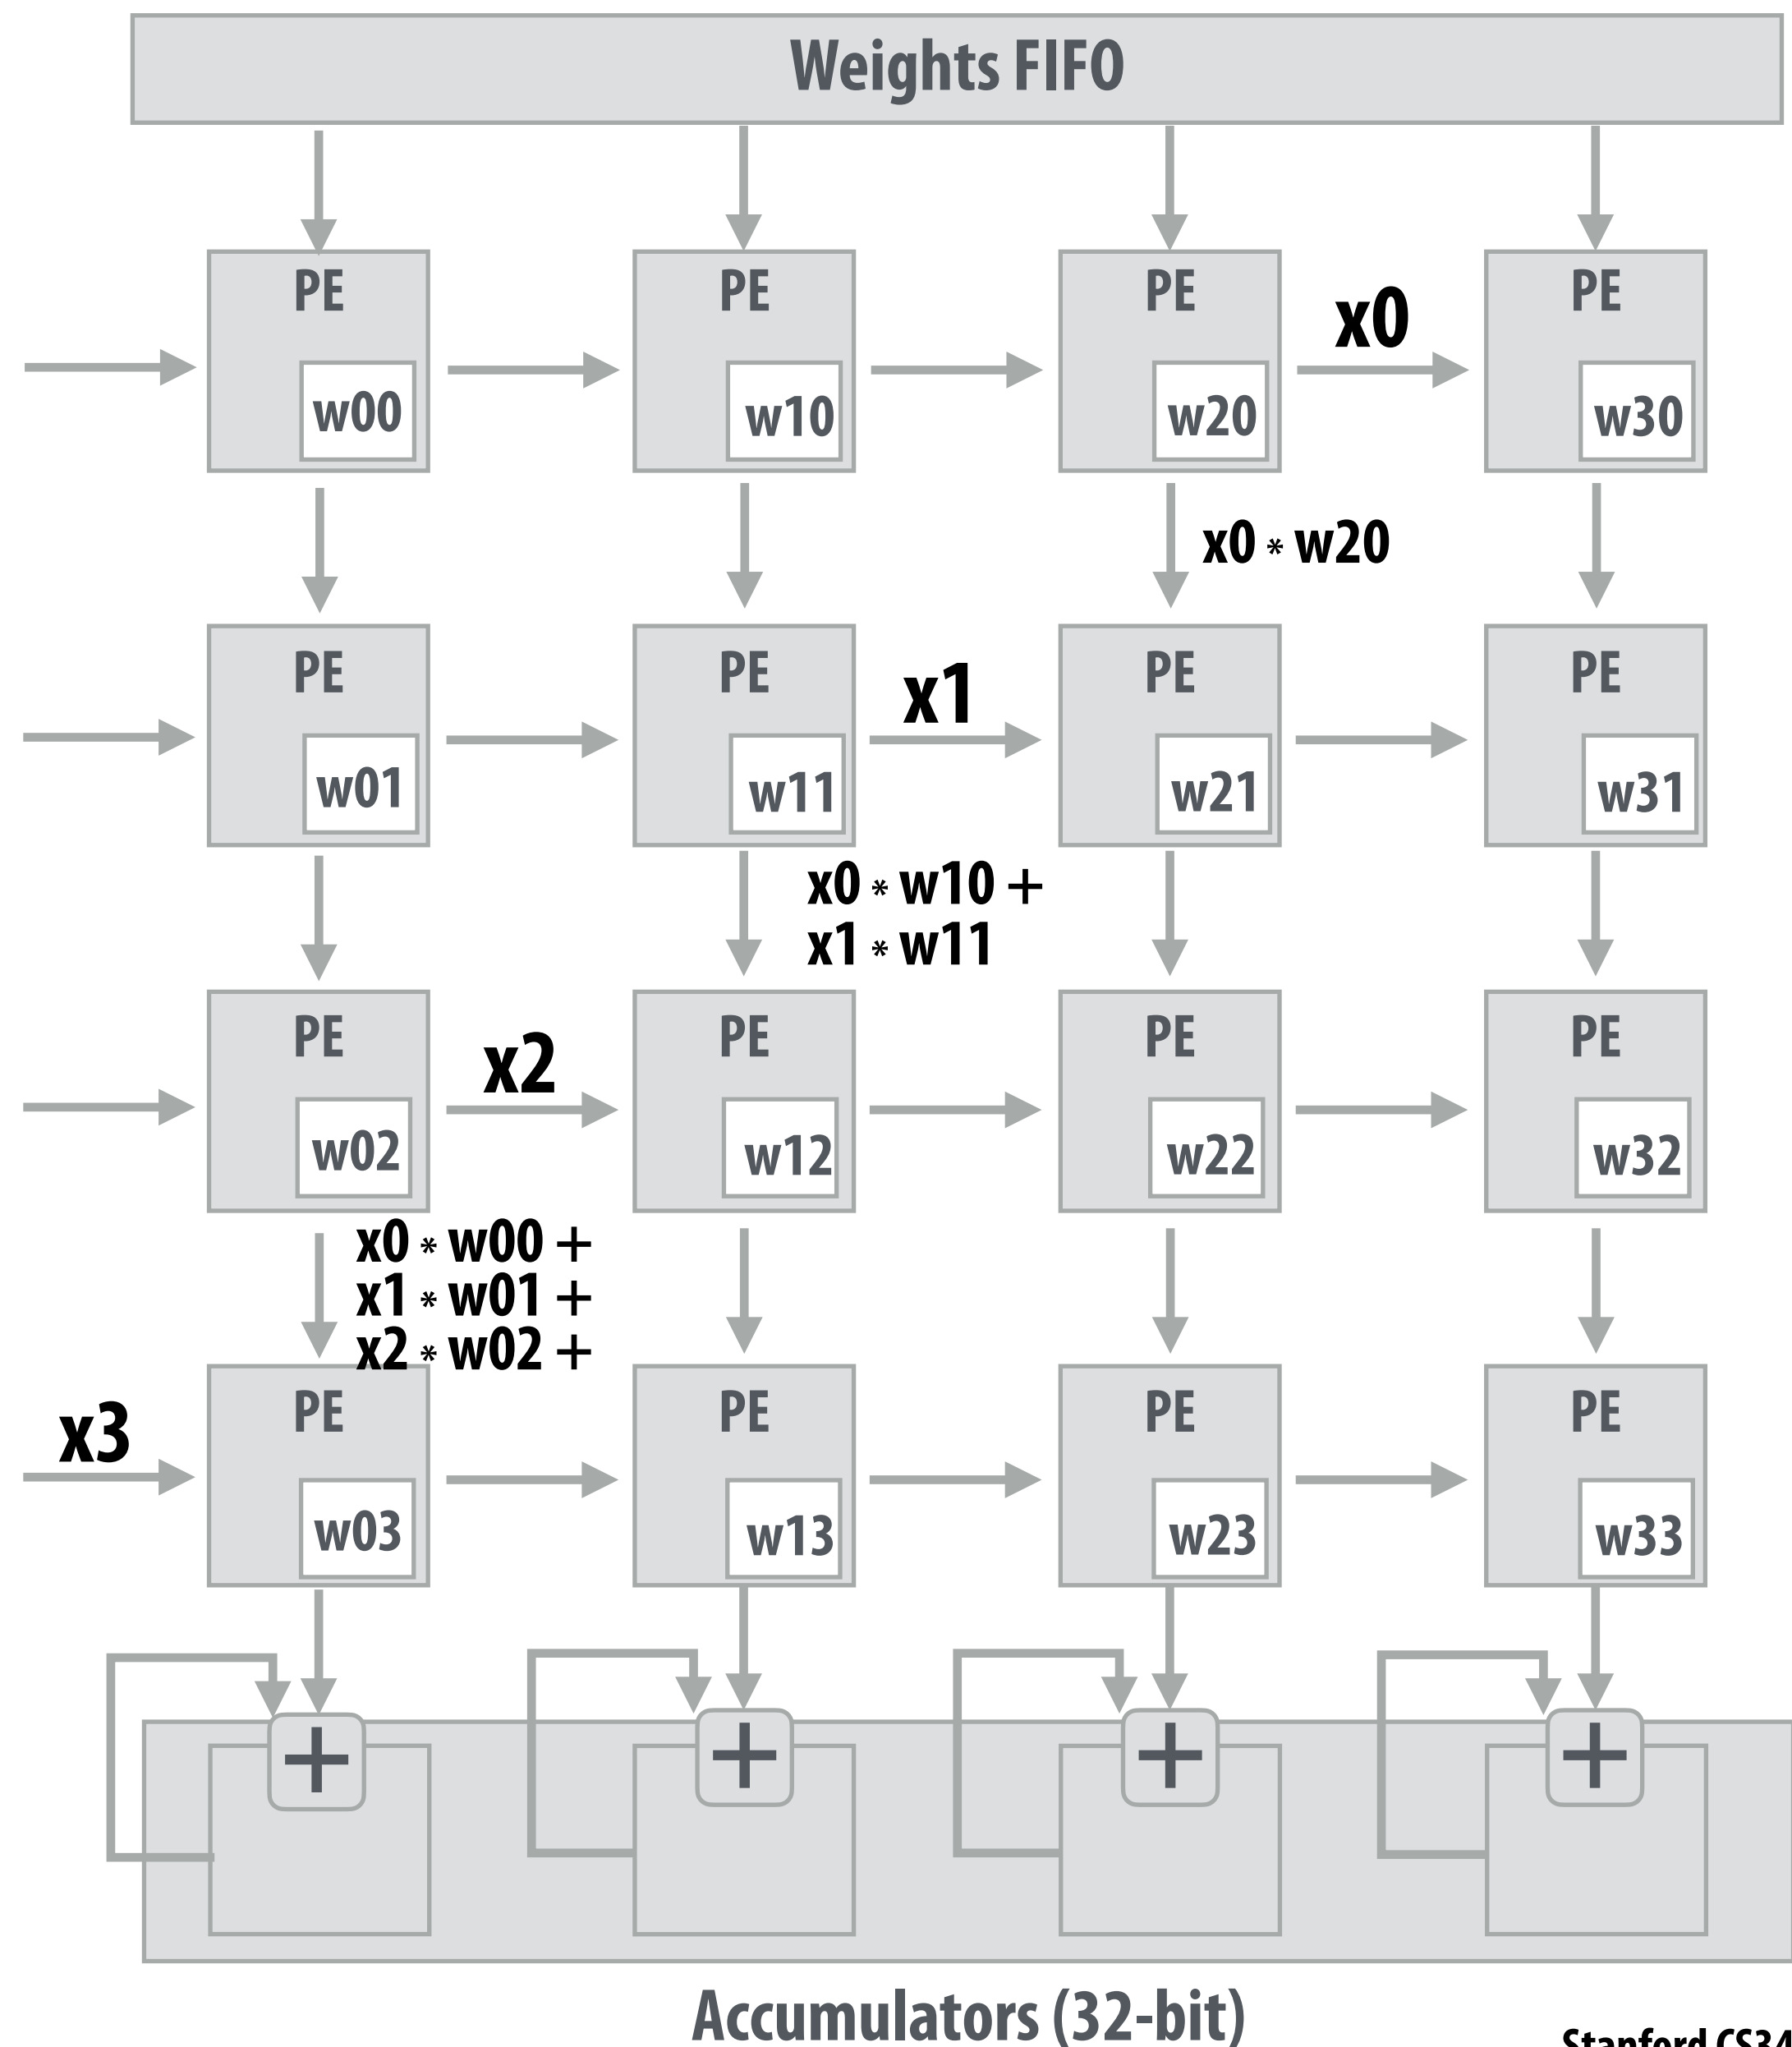 Weights FIFO
PE PE PE PE
x0
w00 w10 w20 w30
x0 * w20
PE PE PE PE
x1
w01 w11 w21 w31
x0 * w10 +
x1 * w11
PE PE PE PE
x2
w02 w12 w22 w32
x0 * w00 +
x1 * w01 +
x2 * w02 +
PE PE PE PE
x3
w03 w13 w23 w33
+ + + +
Accumulators (32-bit)
Stanford CS34